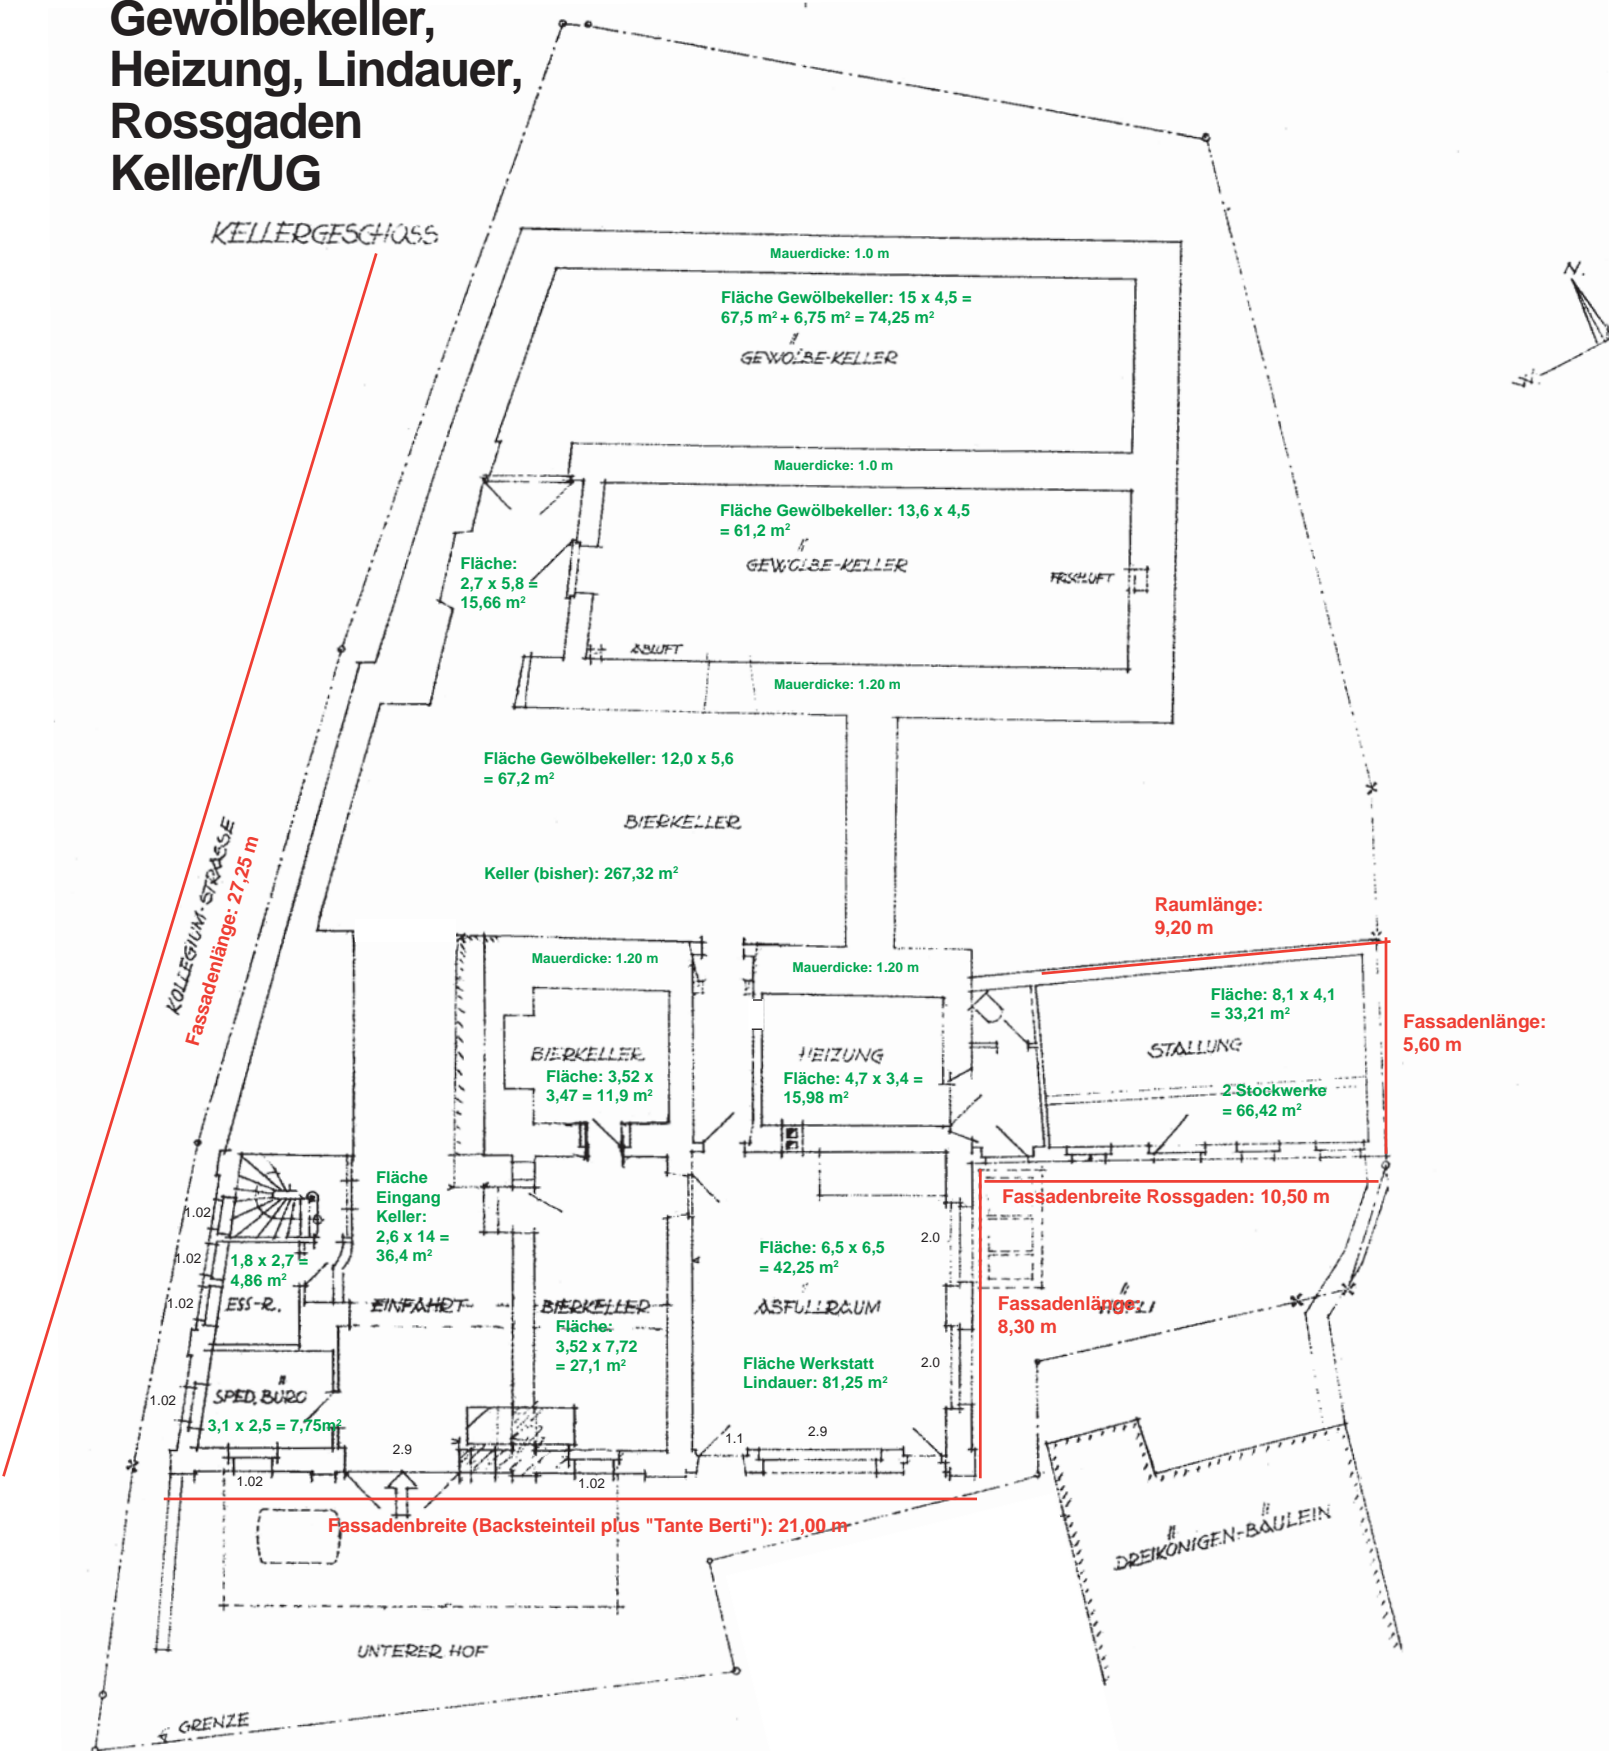 Gewölbekeller,
Heizung, Lindauer,
Rossgaden
Keller/UG
KELLERGESCHOSS
Mauerdicke: 1.0 m
Fläche Gewölbekeller: 15 x 4,5 =
67,5 m² + 6,75 m² = 74,25 m²
GEWÖLBE-KELLER
N.
W.
Mauerdicke: 1.0 m
Fläche Gewölbekeller: 13,6 x 4,5
= 61,2 m²
GEWÖLBE-KELLER
FRISCHLUFT
Fläche:
2,7 x 5,8 =
15,66 m²
ABLUFT
Mauerdicke: 1.20 m
Fläche Gewölbekeller: 12,0 x 5,6
= 67,2 m²
BIERKELLER
Keller (bisher): 267,32 m²
KOLLEGIUM-STRASSE
Fassadenlänge: 27,25 m
Raumlänge:
9,20 m
Mauerdicke: 1.20 m
Mauerdicke: 1.20 m
Fläche: 8,1 x 4,1
= 33,21 m²
STALLUNG
2 Stockwerke
= 66,42 m²
Fassadenlänge:
5,60 m
BIERKELLER
Fläche: 3,52 x
3,47 = 11,9 m²
HEIZUNG
Fläche: 4,7 x 3,4 =
15,98 m²
Fläche
Eingang
Keller:
2,6 x 14 =
36,4 m²
Fassadenbreite Rossgaden: 10,50 m
1.02
1.02
1.02
1.02
1,8 x 2,7 =
4,86 m²
ESS-R.
EINFAHRT
BIERKELLER
Fläche:
3,52 x 7,72
= 27,1 m²
Fläche: 6,5 x 6,5
= 42,25 m²
ABFÜLLRAUM
Fläche Werkstatt
Lindauer: 81,25 m²
2.0
2.0
Fassadenlänge:
8,30 m
HÖFLI
SPED. BÜRO
3,1 x 2,5 = 7,75m²
2.9
1.1
2.9
1.02
1.02
Fassadenbreite (Backsteinteil plus "Tante Berti"): 21,00 m
DREIKÖNIGEN-BÄULEIN
UNTERER HOF
GRENZE